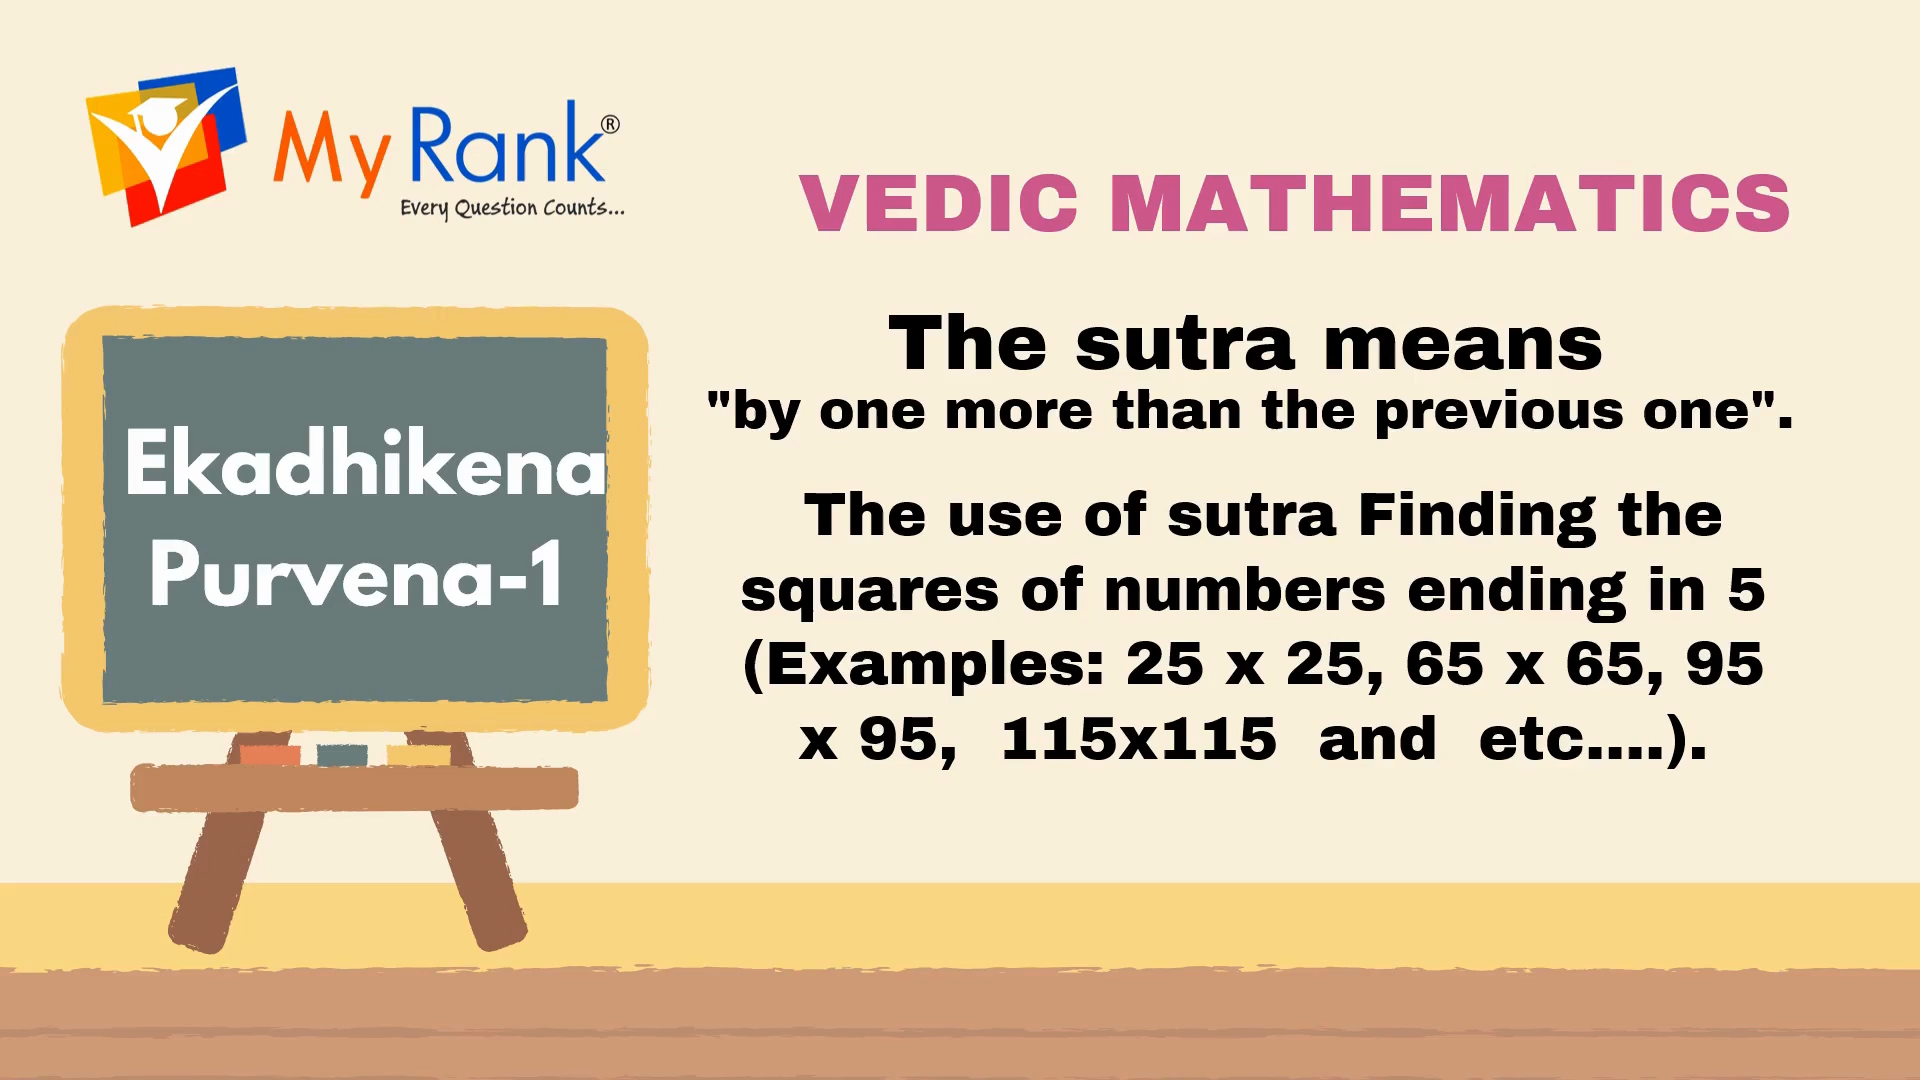 My Rank®
Every Question Counts...
VEDIC MATHEMATICS
Ekadhikena
Purvena-1
The sutra means
"by one more than the previous one".
The use of sutra Finding the
squares of numbers ending in 5
(Examples: 25 x 25, 65 x 65, 95
x 95, 115x115 and etc....).